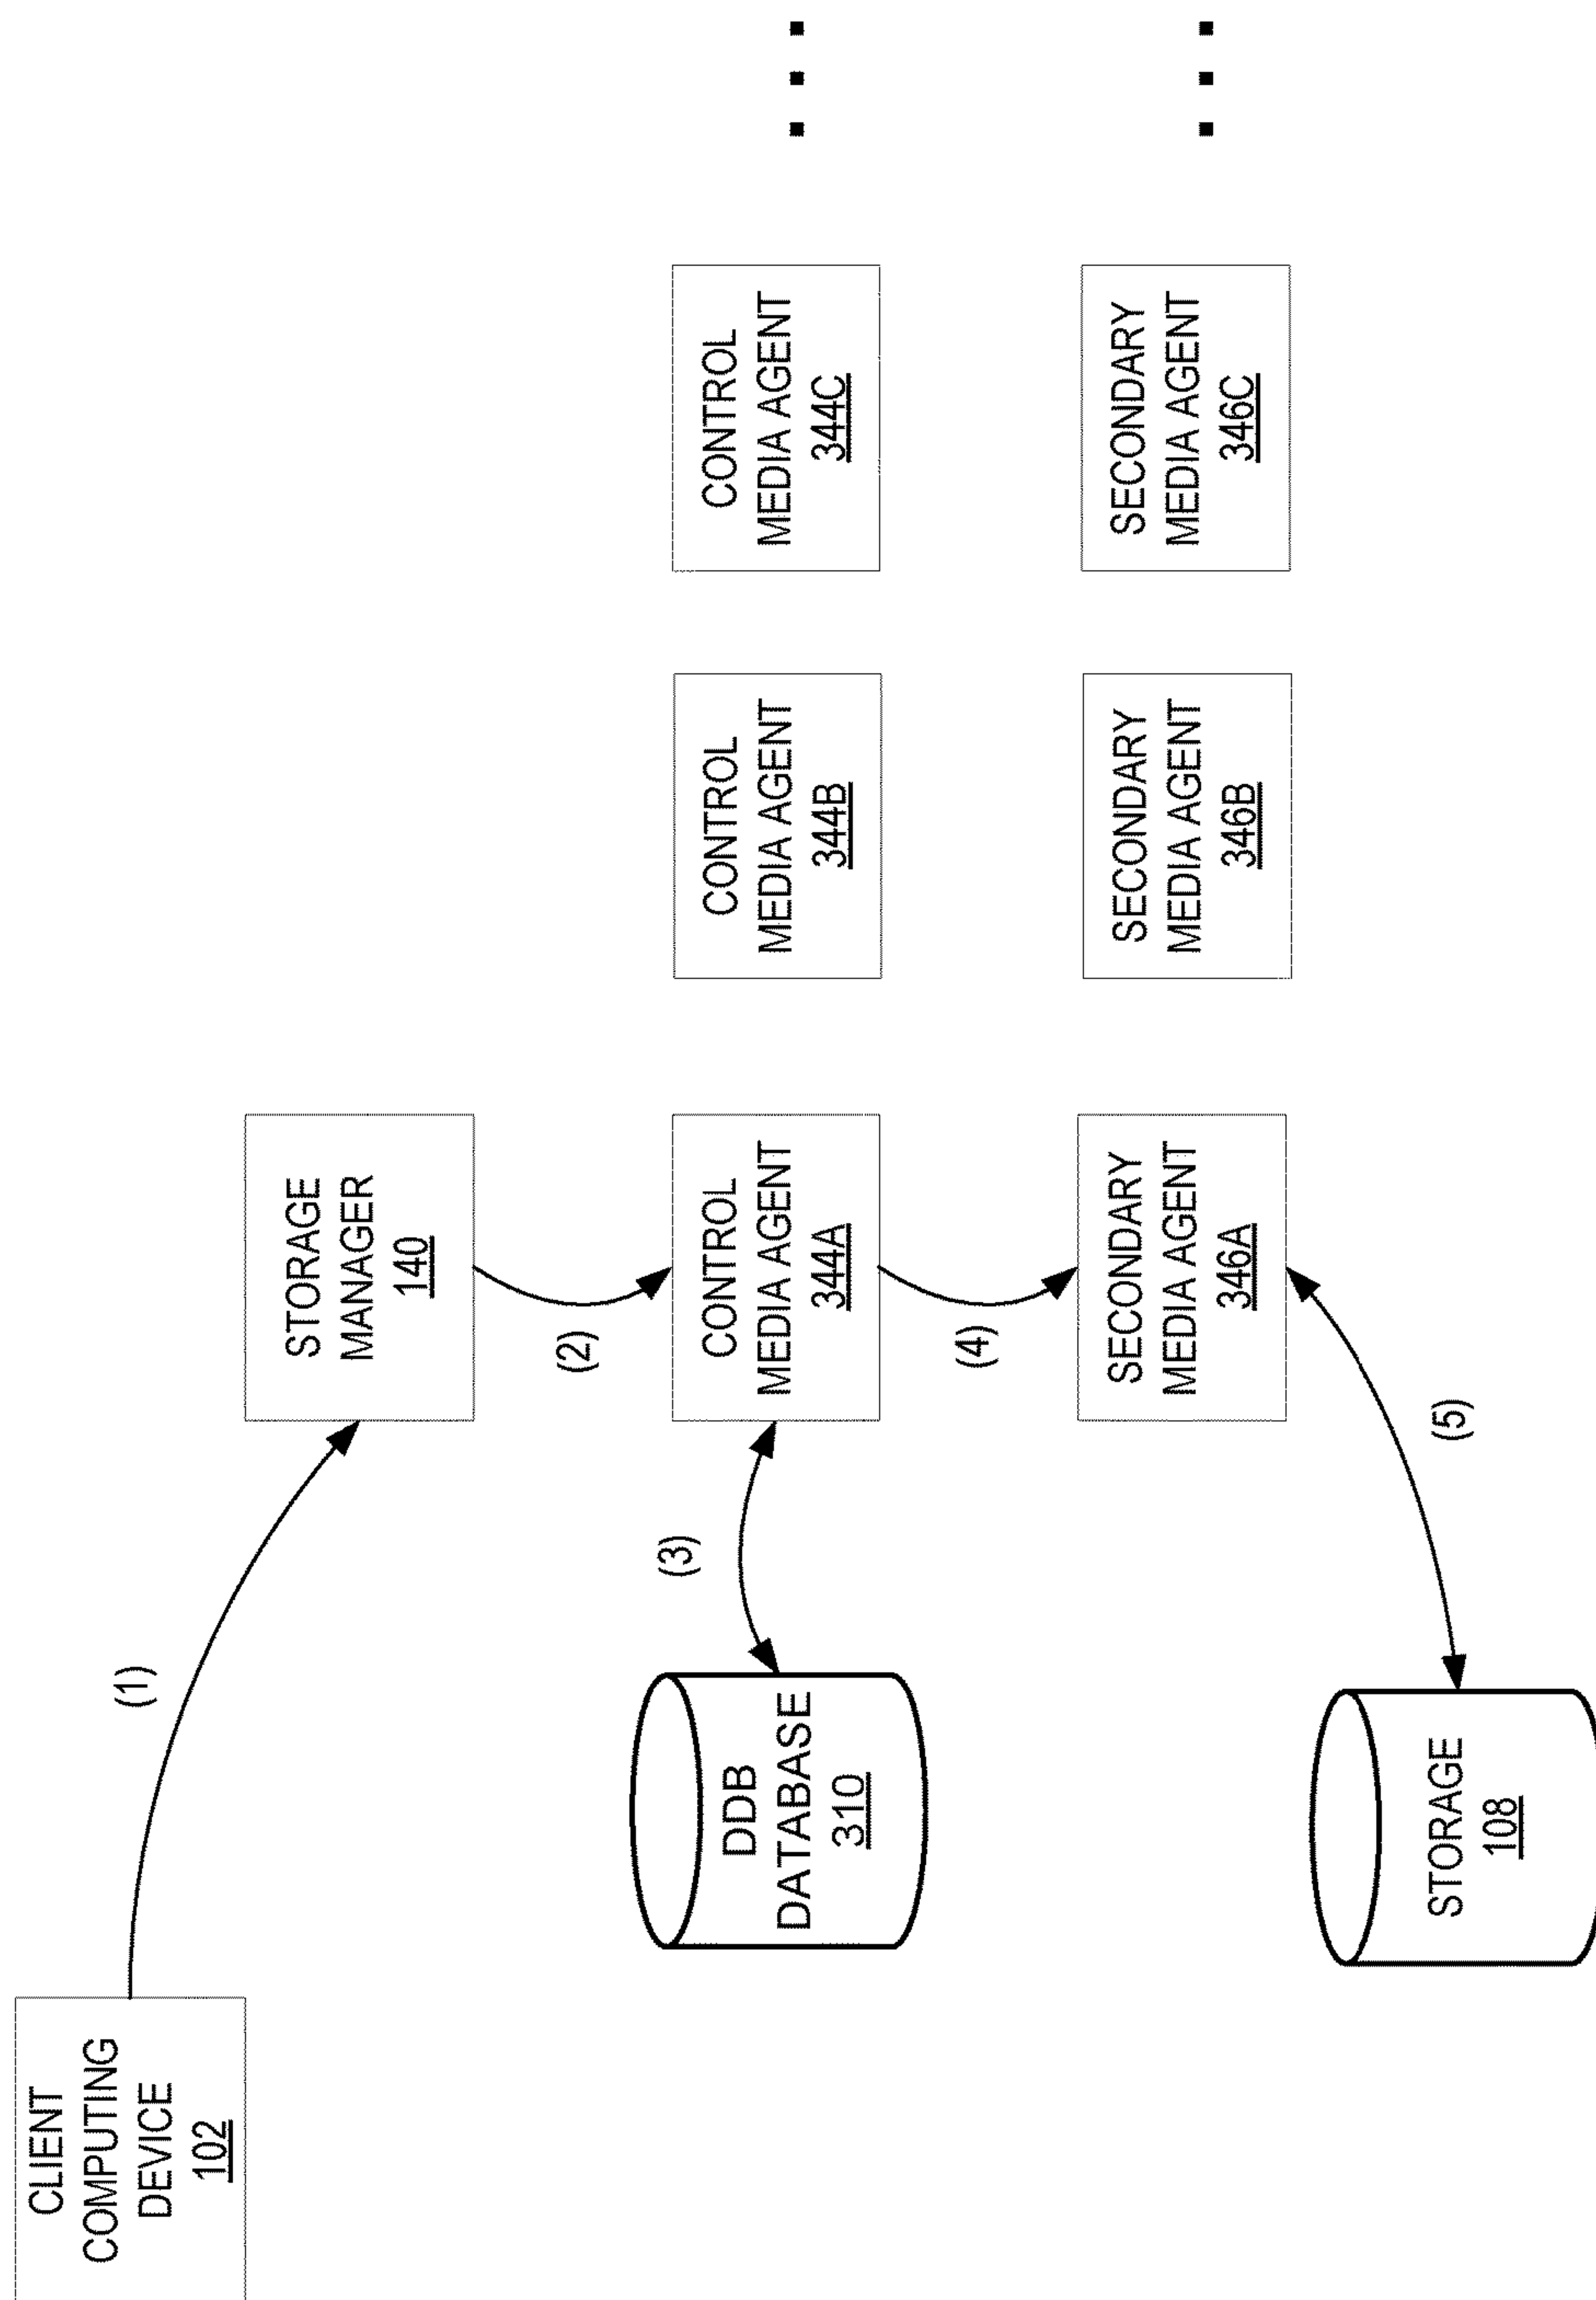 CLIENT
COMPUTING
DEVICE
102
(1)
STORAGE
MANAGER
140
(2)
DDB
DATABASE
310
(3)
CONTROL
MEDIA AGENT
344A
CONTROL
MEDIA AGENT
344B
CONTROL
MEDIA AGENT
344C
(4)
SECONDARY
MEDIA AGENT
346A
SECONDARY
MEDIA AGENT
346B
SECONDARY
MEDIA AGENT
346C
(5)
STORAGE
108